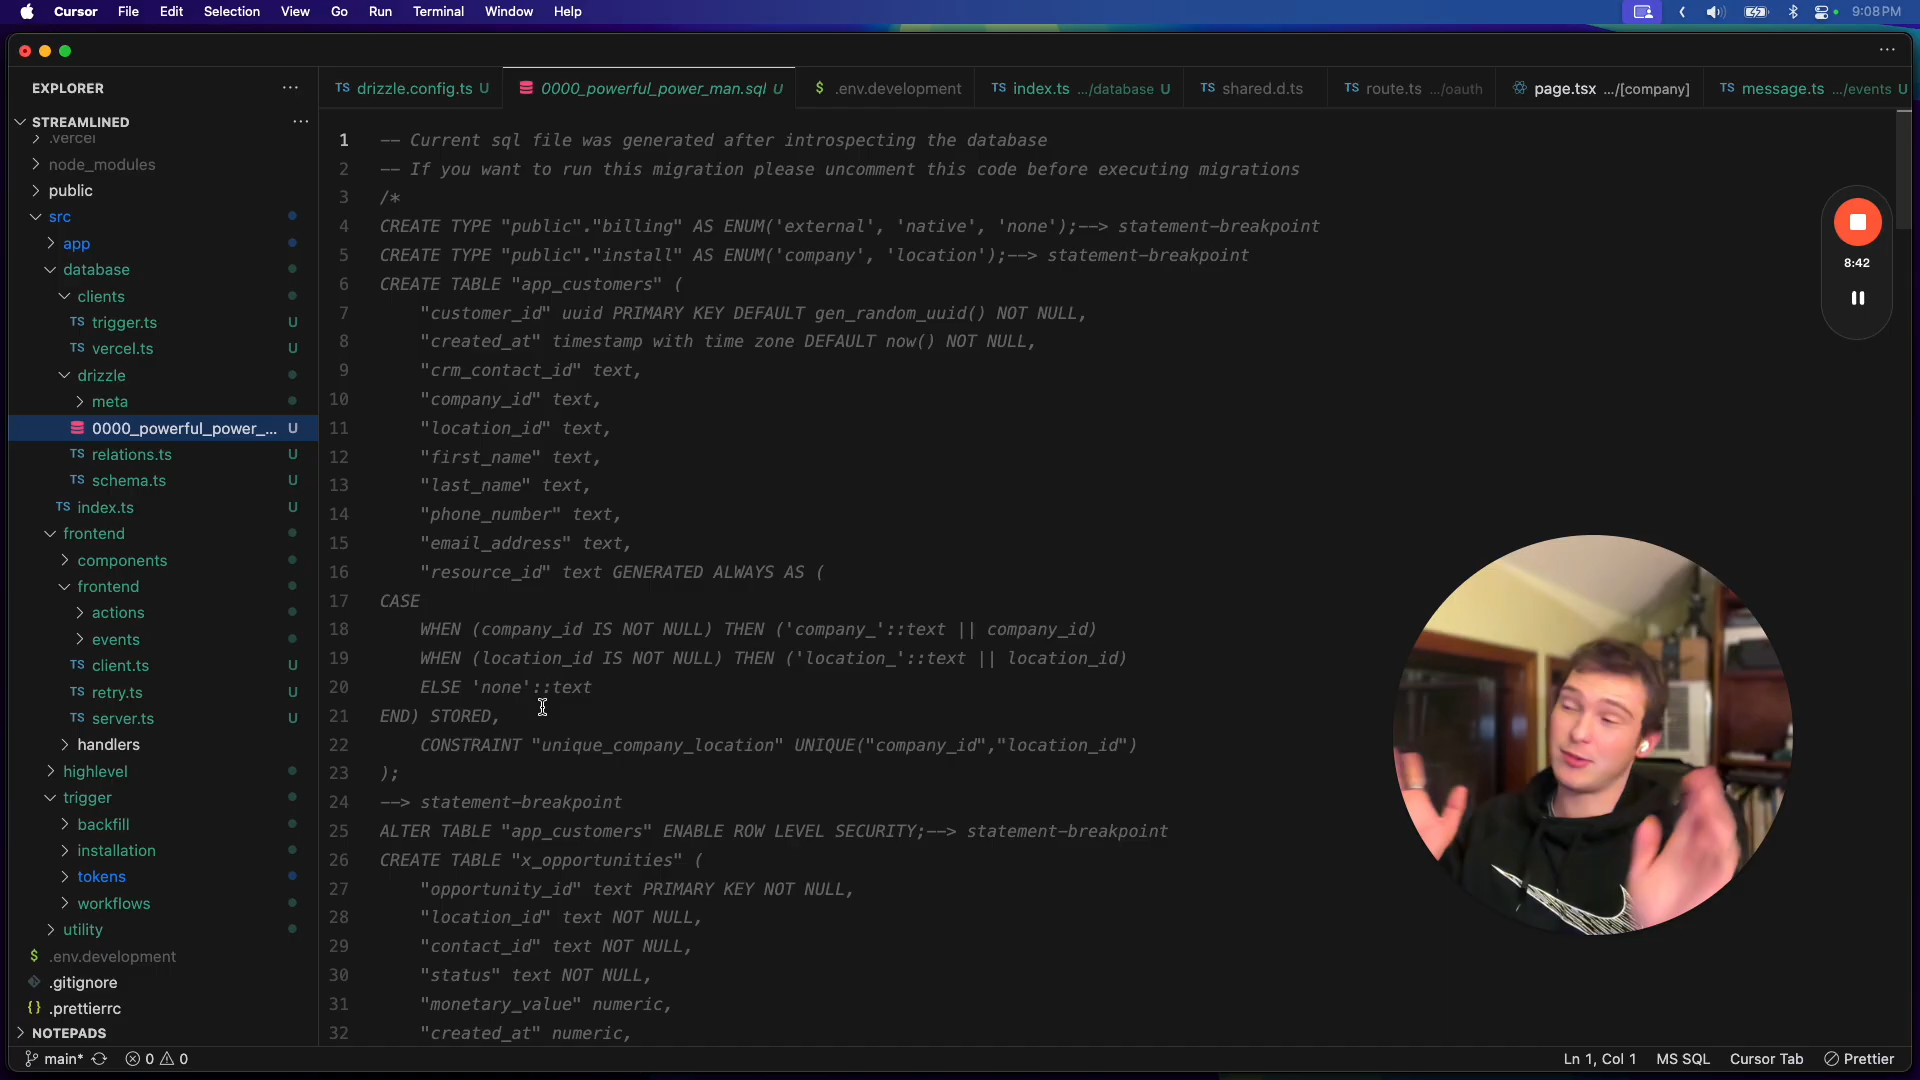 Cursor File Edit Selection View Go Run Terminal Window Help 9:08 PM
EXPLORER
STREAMLINED
.vercel
node_modules
public
src
app
database
clients
TS trigger.ts U
TS vercel.ts U
drizzle
meta
0000_powerful_power_... U
TS relations.ts U
TS schema.ts U
TS index.ts U
frontend
components
frontend
actions
events
TS client.ts U
TS retry.ts U
TS server.ts U
handlers
highlevel
trigger
backfill
installation
tokens
workflows
utility
$ .env.development
.gitignore
{} .prettierrc
NOTEPADS
TS drizzle.config.ts U 0000_powerful_power_man.sql U $ .env.development TS index.ts .../database U TS shared.d.ts TS route.ts .../oauth page.tsx .../[company] TS message.ts .../events U
1 -- Current sql file was generated after introspecting the database
2 -- If you want to run this migration please uncomment this code before executing migrations
3 /*
4 CREATE TYPE "public"."billing" AS ENUM('external', 'native', 'none');--> statement-breakpoint
5 CREATE TYPE "public"."install" AS ENUM('company', 'location');--> statement-breakpoint
6 CREATE TABLE "app_customers" (
7 "customer_id" uuid PRIMARY KEY DEFAULT gen_random_uuid() NOT NULL,
8 "created_at" timestamp with time zone DEFAULT now() NOT NULL,
9 "crm_contact_id" text,
10 "company_id" text,
11 "location_id" text,
12 "first_name" text,
13 "last_name" text,
14 "phone_number" text,
15 "email_address" text,
16 "resource_id" text GENERATED ALWAYS AS (
17 CASE
18 WHEN (company_id IS NOT NULL) THEN ('company_'::text || company_id)
19 WHEN (location_id IS NOT NULL) THEN ('location_'::text || location_id)
20 ELSE 'none'::text
21 END) STORED,
22 CONSTRAINT "unique_company_location" UNIQUE("company_id","location_id")
23 );
24 --> statement-breakpoint
25 ALTER TABLE "app_customers" ENABLE ROW LEVEL SECURITY;--> statement-breakpoint
26 CREATE TABLE "x_opportunities" (
27 "opportunity_id" text PRIMARY KEY NOT NULL,
28 "location_id" text NOT NULL,
29 "contact_id" text NOT NULL,
30 "status" text NOT NULL,
31 "monetary_value" numeric,
32 "created_at" numeric,
8:42
main* 0 0
Ln 1, Col 1 MS SQL Cursor Tab Prettier